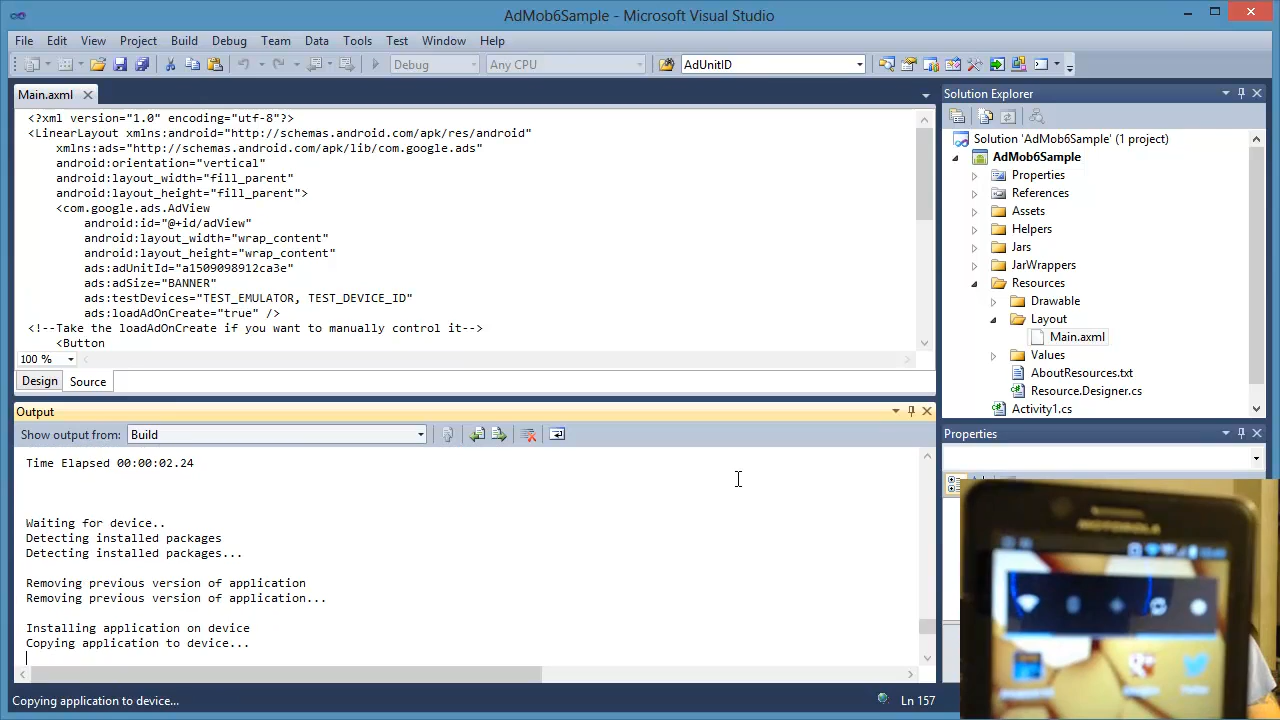 AdMob6Sample - Microsoft Visual Studio
File Edit View Project Build Debug Team Data Tools Test Window Help
Debug Any CPU AdUnitID
Main.axml
<?xml version="1.0" encoding="utf-8"?>
<LinearLayout xmlns:android="http://schemas.android.com/apk/res/android"
xmlns:ads="http://schemas.android.com/apk/lib/com.google.ads"
android:orientation="vertical"
android:layout_width="fill_parent"
android:layout_height="fill_parent">
<com.google.ads.AdView
android:id="@+id/adView"
android:layout_width="wrap_content"
android:layout_height="wrap_content"
ads:adUnitId="a1509098912ca3e"
ads:adSize="BANNER"
ads:testDevices="TEST_EMULATOR, TEST_DEVICE_ID"
ads:loadAdOnCreate="true" />
<!--Take the loadAdOnCreate if you want to manually control it-->
<Button
100 %
Design Source
Output
Show output from: Build
Time Elapsed 00:00:02.24
Waiting for device..
Detecting installed packages
Detecting installed packages...
Removing previous version of application
Removing previous version of application...
Installing application on device
Copying application to device...
Copying application to device... Ln 157
Solution Explorer
Solution 'AdMob6Sample' (1 project)
AdMob6Sample
Properties
References
Assets
Helpers
Jars
JarWrappers
Resources
Drawable
Layout
Main.axml
Values
AboutResources.txt
Resource.Designer.cs
Activity1.cs
Properties
MOTOROLA